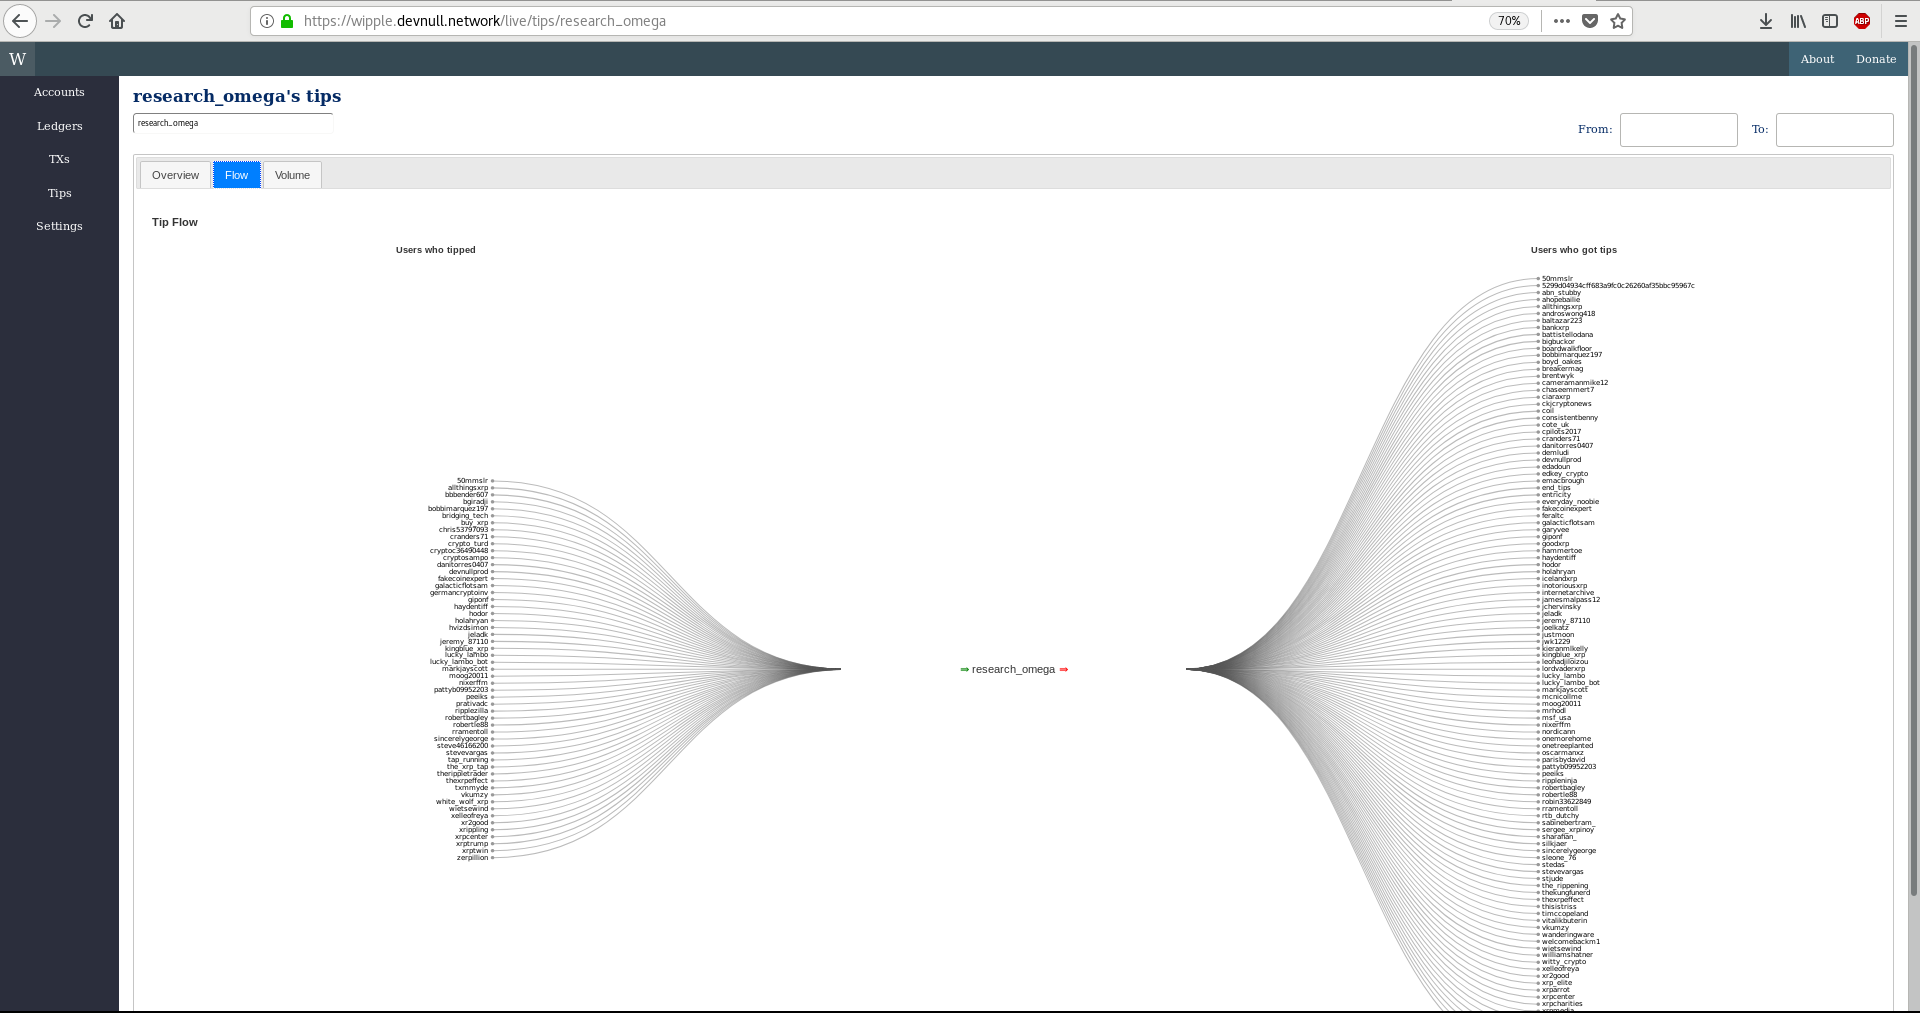 https://wipple.devnull.network/live/tips/research_omega
70%
ABP
W
About
Donate
Accounts
Ledgers
TXs
Tips
Settings
research_omega's tips
research_omega
From:
To:
Overview
Flow
Volume
Tip Flow
Users who tipped
50mmslr
allthingsxrp
bbbender607
bgiradji
bobbimarquez197
bridging_tech
buy_xrp
chris53797093
cranders71
crypto_turd
cryptoc36490448
cryptosampo
danitorres0407
devnullprod
fakecoinexpert
galacticflotsam
germancryptoinv
giponf
haydentiff
hodor
holahryan
hvizdsimon
jeladk
jeremy_87110
kingblue_xrp
lucky_lambo
lucky_lambo_bot
markjayscott
moog20011
nixerffm
pattyb09952203
peeiks
prativadc
ripplezilla
robertbagley
robertle88
rramentoll
sincerelygeorge
steve46166200
stevevargas
tap_running
the_xrp_tap
therippletrader
thexrpeffect
txmmyde
vkumzy
white_wolf_xrp
wietsewind
xelleofreya
xr2good
xrippling
xrpcenter
xrptrump
xrptwin
zerpillion
⇒ research_omega ⇒
Users who got tips
50mmslr
5299d04934cff683a9fc0c26260af35bbc95967c
abn_stubby
ahopebailie
allthingsxrp
androswong418
baltazar223
bankxrp
battistellodana
bigbuckor
boardwalkfloor
bobbimarquez197
boyd_oakes
breakermag
brentwyk
cameramanmike12
chaseemmert7
ciaraxrp
ckjcryptonews
coil
consistentbenny
cote_uk
cpilots2017
cranders71
danitorres0407
demludi
devnullprod
edadoun
edkey_crypto
emacbrough
end_tips
entricity
everyday_noobie
fakecoinexpert
feraltc
galacticflotsam
garyvee
giponf
goodxrp
hammertoe
haydentiff
hodor
holahryan
icelandxrp
inotoriousxrp
internetarchive
jamesmalpass12
jchervinsky
jeladk
jeremy_87110
joelkatz
justmoon
jwk1229
kieranmlkelly
kingblue_xrp
leohadjiloizou
lordvaderxrp
lucky_lambo
lucky_lambo_bot
markjayscott
mcnicollme
moog20011
mrhodl
msf_usa
nixerffm
nordicann
onemorehome
onetreeplanted
oscarmanxz
parisbydavid
pattyb09952203
peeiks
rippleninja
robertbagley
robertle88
robin33622849
rramentoll
rtb_dutchy
sabinebertram_
sergee_xrpinoy
sharafian_
silkjaer
sincerelygeorge
sleone_76
stedas
stevevargas
stjude
the_rippening
thekungfunerd
thexrpeffect
thisistriss
timccopeland
vitalikbuterin
vkumzy
wanderingware
welcomebackm1
wietsewind
williamshatner
witty_crypto
xelleofreya
xr2good
xrp_elite
xrparrot
xrpcenter
xrpcharities